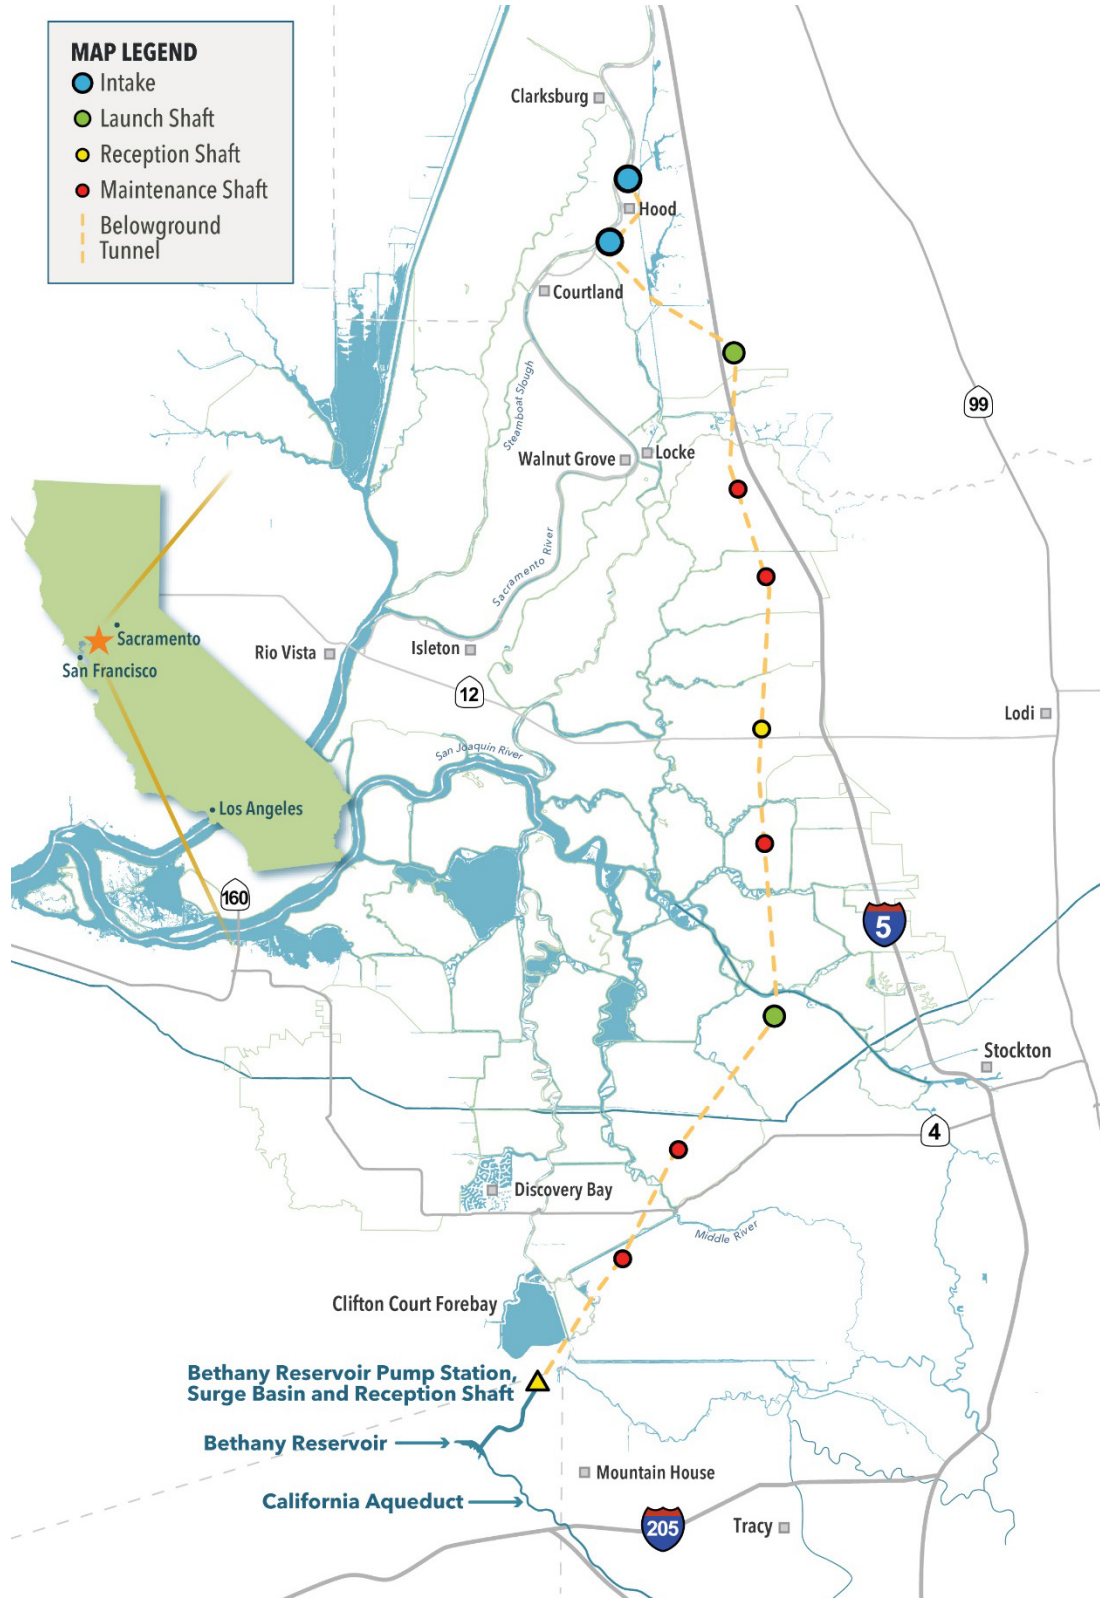 MAP LEGEND
Intake
Launch Shaft
Reception Shaft
Maintenance Shaft
Belowground
Tunnel
Clarksburg
Hood
Courtland
Steamboat Slough
99
Walnut Grove
Locke
Sacramento River
Sacramento
San Francisco
Los Angeles
Rio Vista
Isleton
12
Lodi
San Joaquin River
160
5
Stockton
4
Discovery Bay
Middle River
Clifton Court Forebay
Bethany Reservoir Pump Station,
Surge Basin and Reception Shaft
Bethany Reservoir
California Aqueduct
Mountain House
205
Tracy